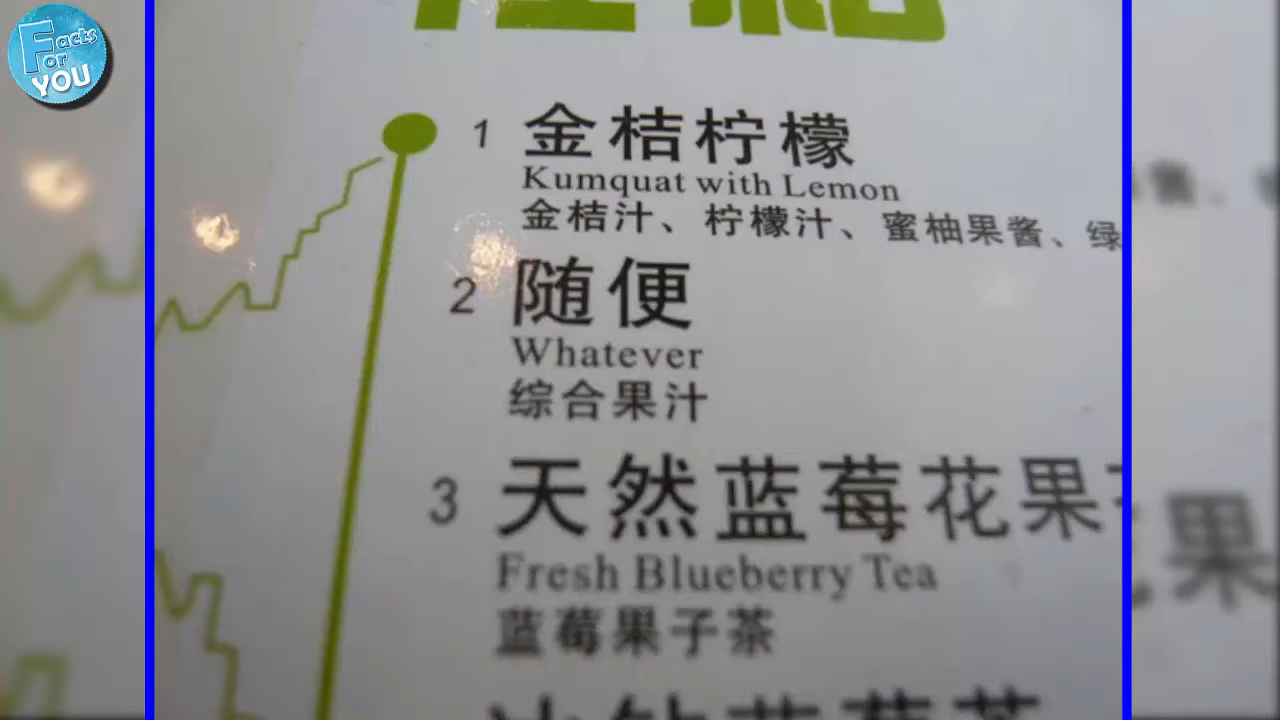 Facts
For
YOU
1 金桔柠檬
Kumquat with Lemon
金桔汁、柠檬汁、蜜柚果酱、绿
2 随便
Whatever
综合果汁
3 天然蓝莓花果
Fresh Blueberry Tea
蓝莓果子茶